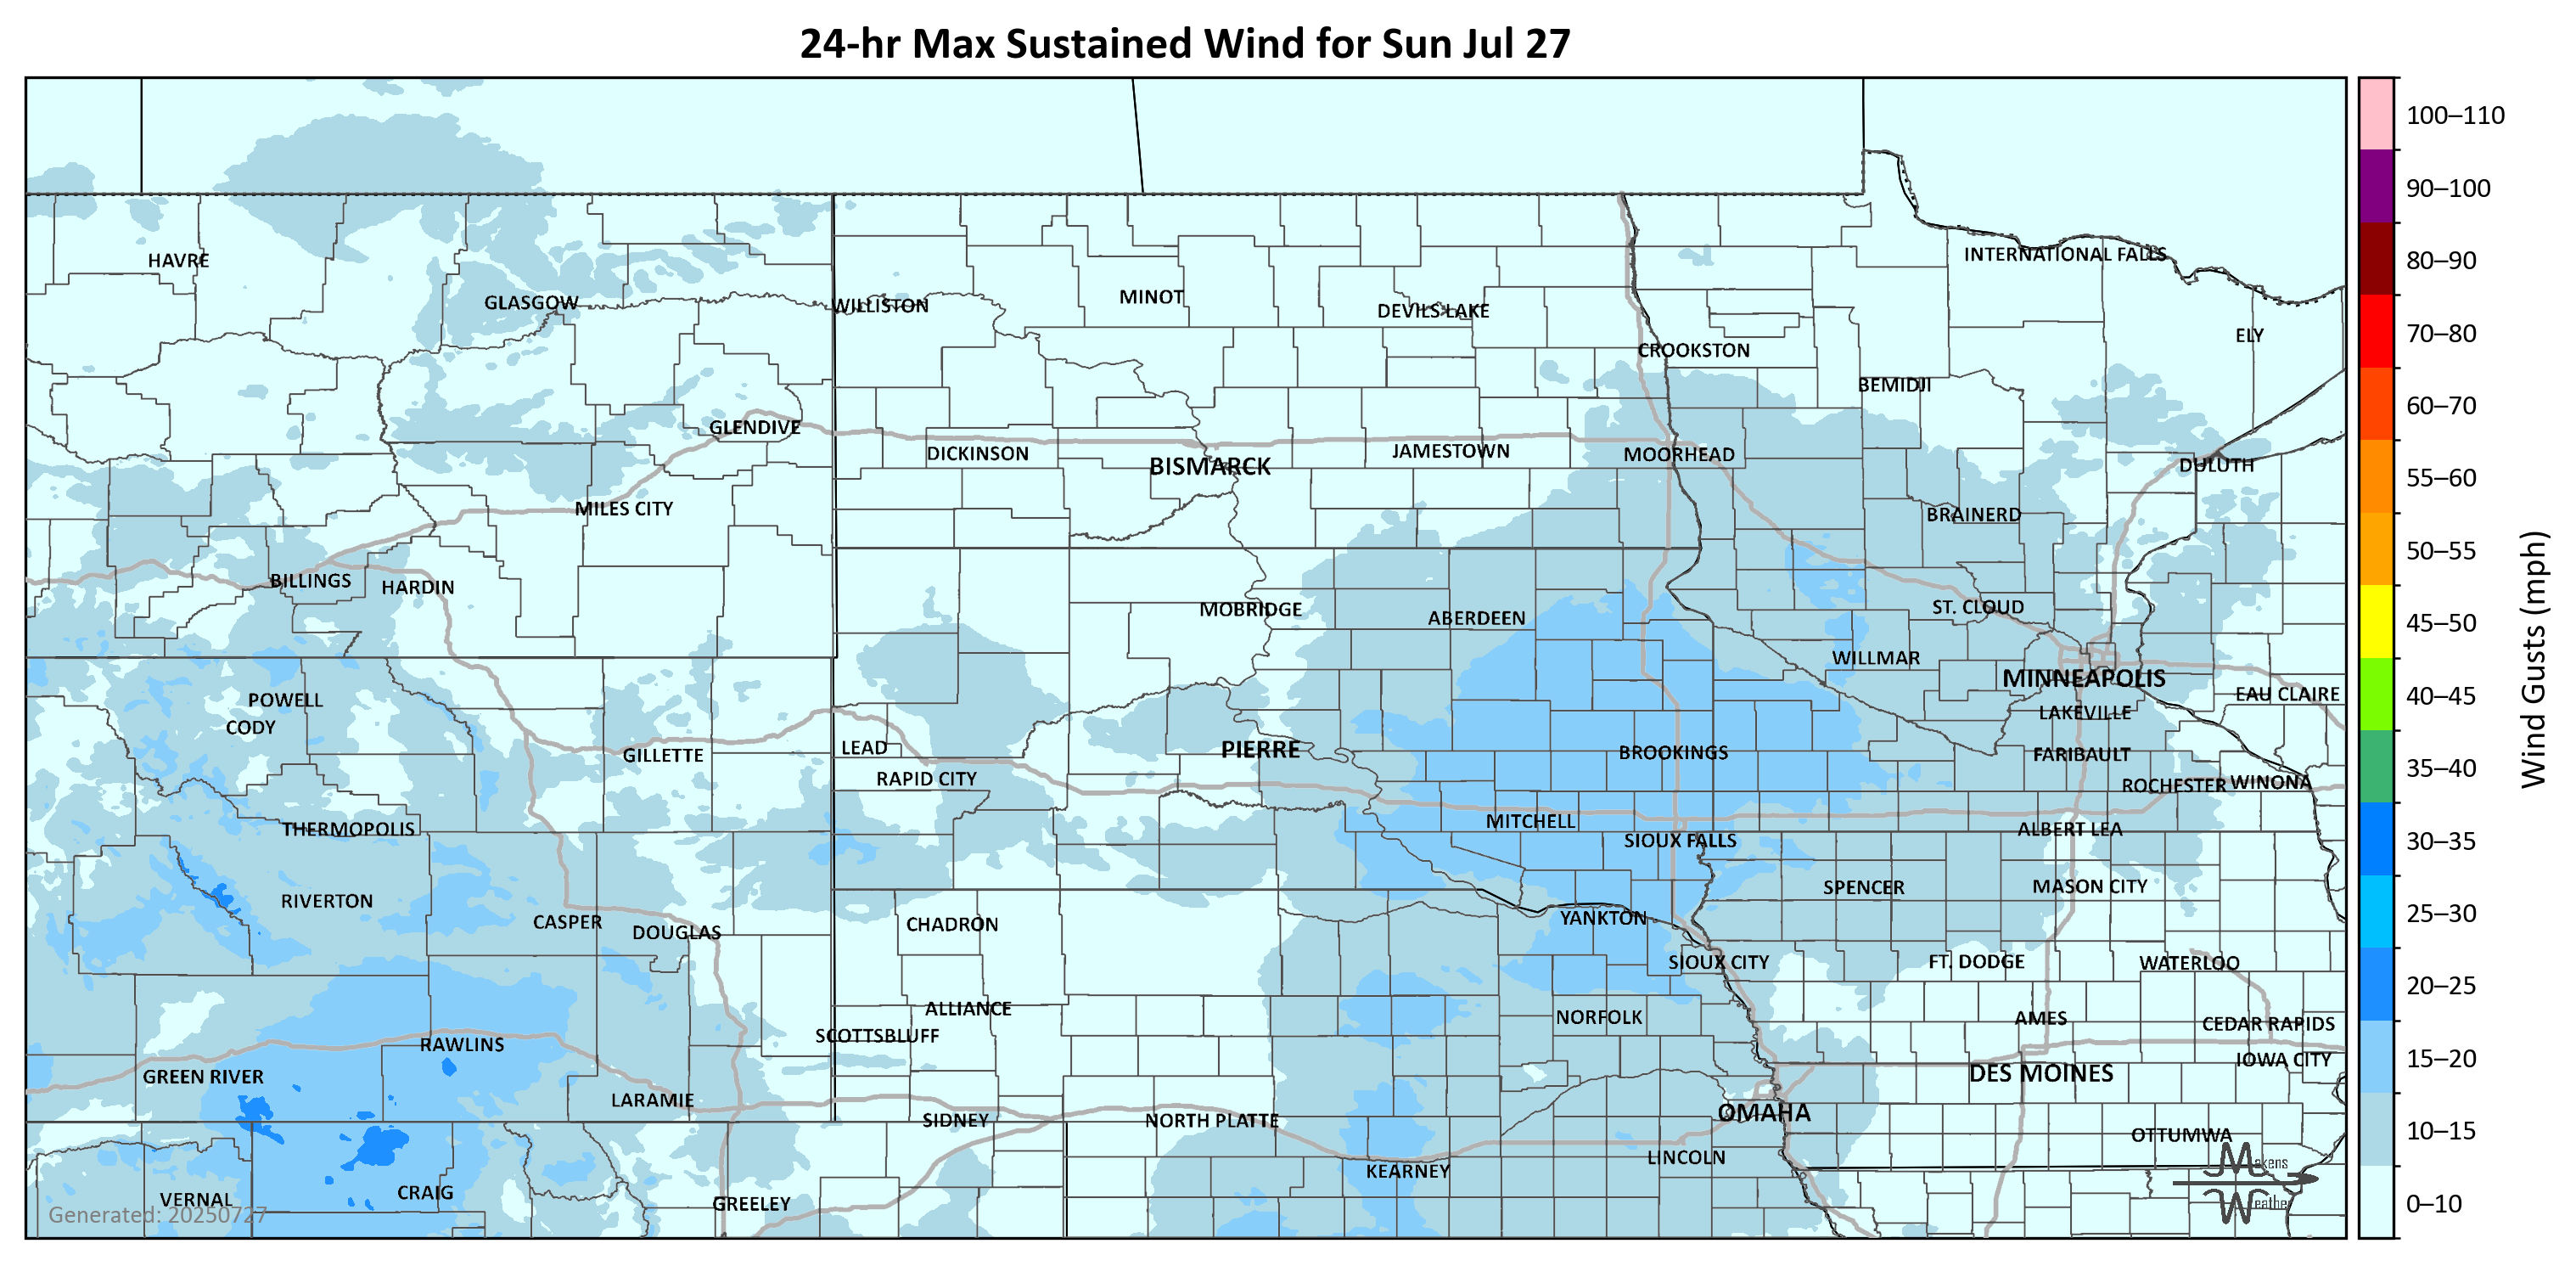 24-hr Max Sustained Wind for Sun Jul 27
100–110
90–100
80–90
70–80
60–70
55–60
50–55
45–50
40–45
35–40
30–35
25–30
20–25
15–20
10–15
0–10
Wind Gusts (mph)
HAVRE
GLASGOW
WILLISTON
MINOT
DEVILS LAKE
INTERNATIONAL FALLS
ELY
CROOKSTON
BEMIDJI
GLENDIVE
DICKINSON
BISMARCK
JAMESTOWN
MOORHEAD
DULUTH
MILES CITY
BRAINERD
BILLINGS
HARDIN
MOBRIDGE
ABERDEEN
ST. CLOUD
WILLMAR
MINNEAPOLIS
EAU CLAIRE
POWELL
CODY
LAKEVILLE
GILLETTE
LEAD
PIERRE
BROOKINGS
FARIBAULT
RAPID CITY
ROCHESTER
WINONA
THERMOPOLIS
MITCHELL
SIOUX FALLS
ALBERT LEA
RIVERTON
SPENCER
MASON CITY
CASPER
DOUGLAS
CHADRON
YANKTON
SIOUX CITY
FT. DODGE
WATERLOO
ALLIANCE
NORFOLK
AMES
CEDAR RAPIDS
SCOTTSBLUFF
RAWLINS
IOWA CITY
GREEN RIVER
DES MOINES
LARAMIE
SIDNEY
NORTH PLATTE
OMAHA
OTTUMWA
KEARNEY
LINCOLN
VERNAL
CRAIG
GREELEY
Makens
Weather
Generated: 20250727